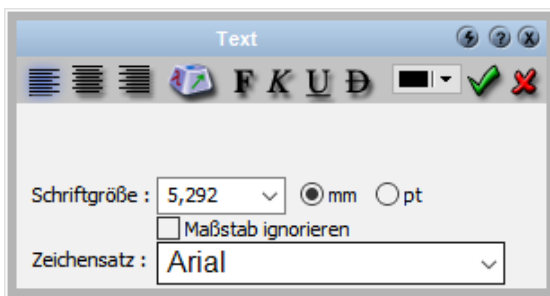 Text
F K U D
Schriftgröße : 5,292 mm pt
Maßstab ignorieren
Zeichensatz : Arial